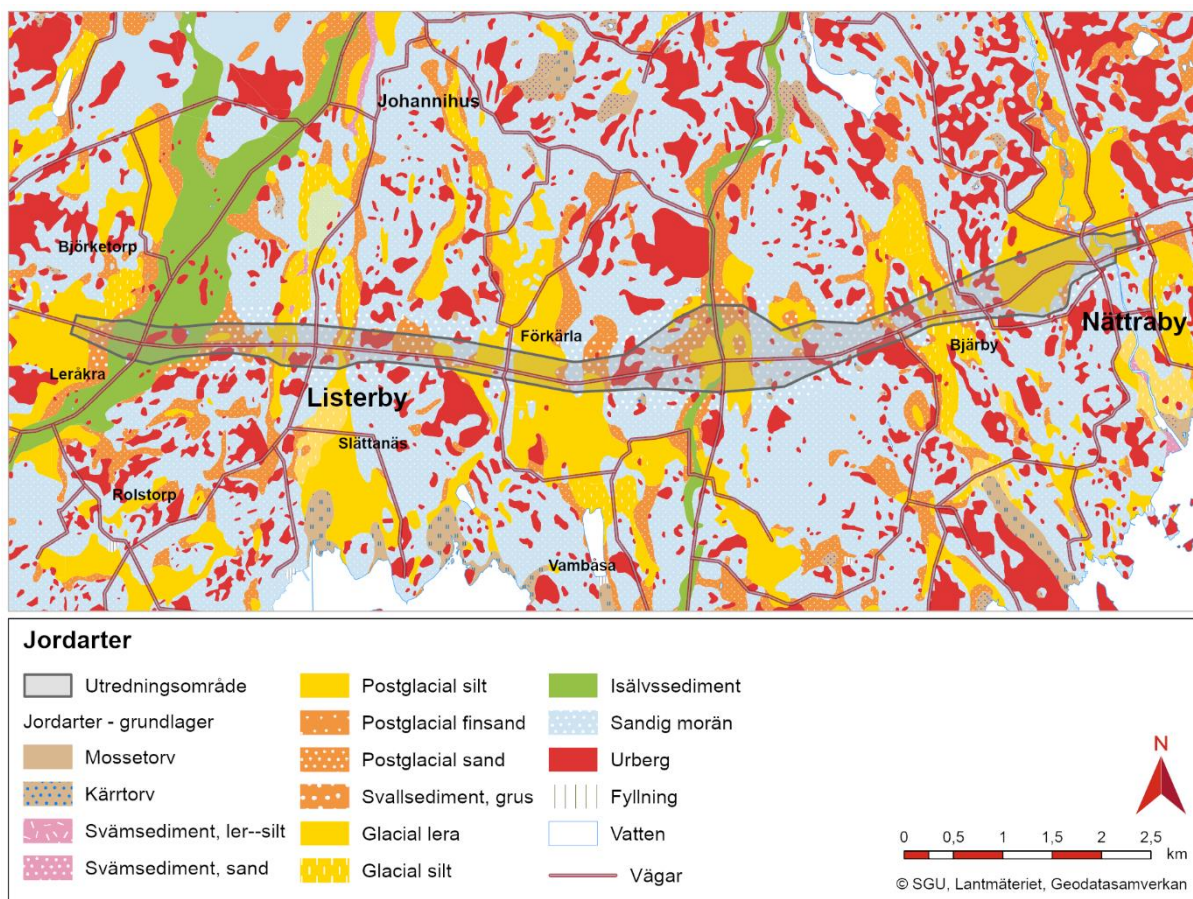 Johannihus
Björketorp
Förkärla
Nättraby
Bjärby
Leråkra
Listerby
Slättanäs
Rolstorp
Vambåsa
Jordarter
Utredningsområde
Jordarter - grundlager
Mossetorv
Kärrtorv
Svämsediment, ler--silt
Svämsediment, sand
Postglacial silt
Postglacial finsand
Postglacial sand
Svallsediment, grus
Glacial lera
Glacial silt
Isälvssediment
Sandig morän
Urberg
Fyllning
Vatten
Vägar
N
0 0,5 1 1,5 2 2,5
km
© SGU, Lantmäteriet, Geodatasamverkan